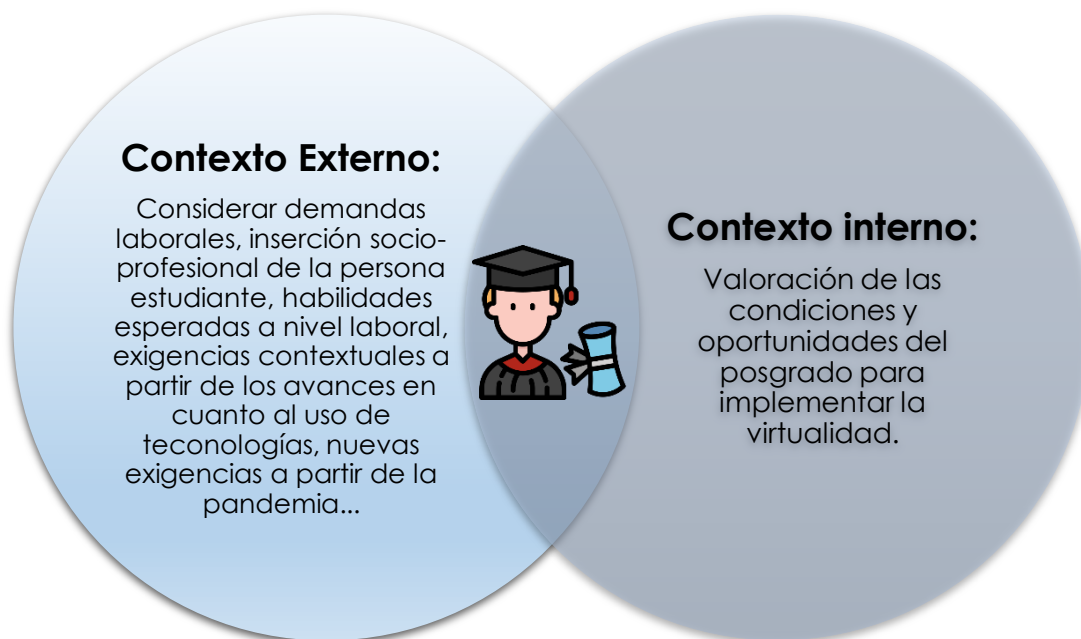 Contexto Externo:
Considerar demandas
laborales, inserción socio-
profesional de la persona
estudiante, habilidades
esperadas a nivel laboral,
exigencias contextuales a
partir de los avances en
cuanto al uso de
teconologías, nuevas
exigencias a partir de la
pandemia...
Contexto interno:
Valoración de las
condiciones y
oportunidades del
posgrado para
implementar la
virtualidad.